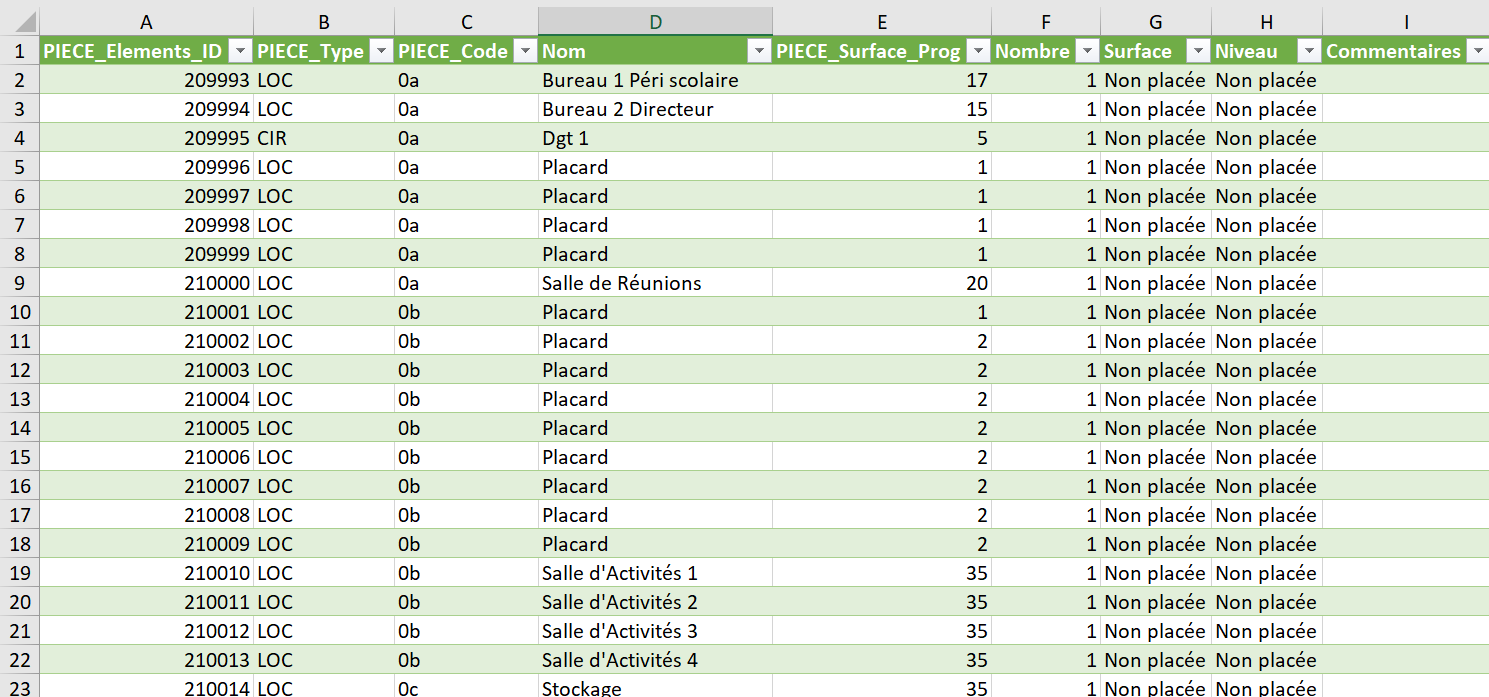 A B C D E F G H I
1 PIECE_Elements_ID PIECE_Type PIECE_Code Nom PIECE_Surface_Prog Nombre Surface Niveau Commentaires
2 209993 LOC 0a Bureau 1 Péri scolaire 17 1 Non placée Non placée
3 209994 LOC 0a Bureau 2 Directeur 15 1 Non placée Non placée
4 209995 CIR 0a Dgt 1 5 1 Non placée Non placée
5 209996 LOC 0a Placard 1 1 Non placée Non placée
6 209997 LOC 0a Placard 1 1 Non placée Non placée
7 209998 LOC 0a Placard 1 1 Non placée Non placée
8 209999 LOC 0a Placard 1 1 Non placée Non placée
9 210000 LOC 0a Salle de Réunions 20 1 Non placée Non placée
10 210001 LOC 0b Placard 1 1 Non placée Non placée
11 210002 LOC 0b Placard 2 1 Non placée Non placée
12 210003 LOC 0b Placard 2 1 Non placée Non placée
13 210004 LOC 0b Placard 2 1 Non placée Non placée
14 210005 LOC 0b Placard 2 1 Non placée Non placée
15 210006 LOC 0b Placard 2 1 Non placée Non placée
16 210007 LOC 0b Placard 2 1 Non placée Non placée
17 210008 LOC 0b Placard 2 1 Non placée Non placée
18 210009 LOC 0b Placard 2 1 Non placée Non placée
19 210010 LOC 0b Salle d'Activités 1 35 1 Non placée Non placée
20 210011 LOC 0b Salle d'Activités 2 35 1 Non placée Non placée
21 210012 LOC 0b Salle d'Activités 3 35 1 Non placée Non placée
22 210013 LOC 0b Salle d'Activités 4 35 1 Non placée Non placée
23 210014 LOC 0c Stockage 35 1 Non placée Non placée